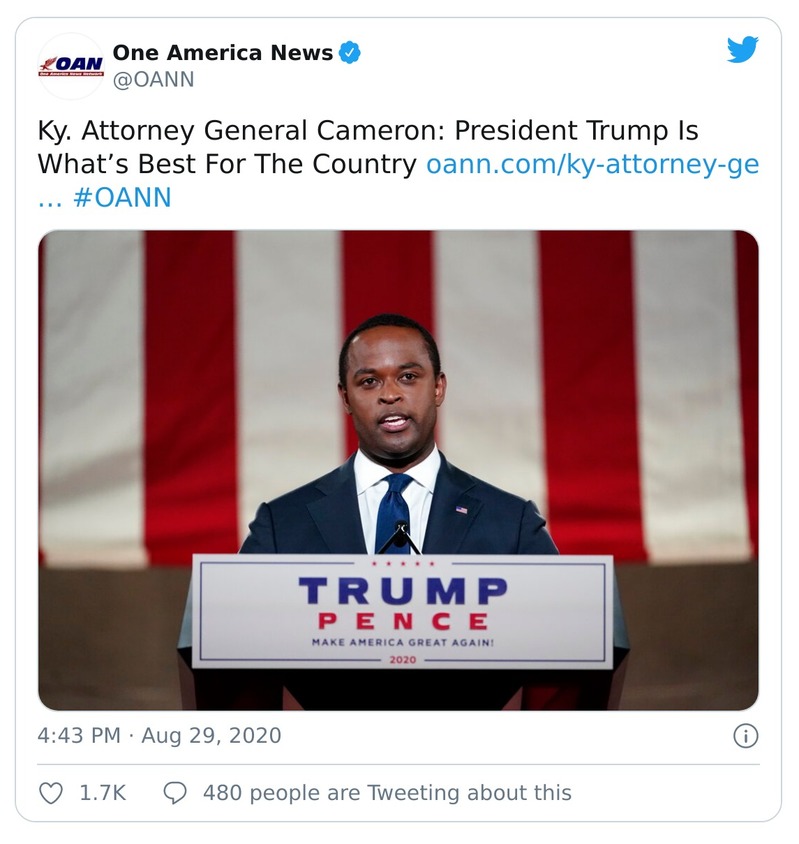 OAN
One America News Network
One America News
@OANN
Ky. Attorney General Cameron: President Trump Is
What’s Best For The Country oann.com/ky-attorney-ge
… #OANN
TRUMP
PENCE
MAKE AMERICA GREAT AGAIN!
2020
4:43 PM · Aug 29, 2020
1.7K
480 people are Tweeting about this